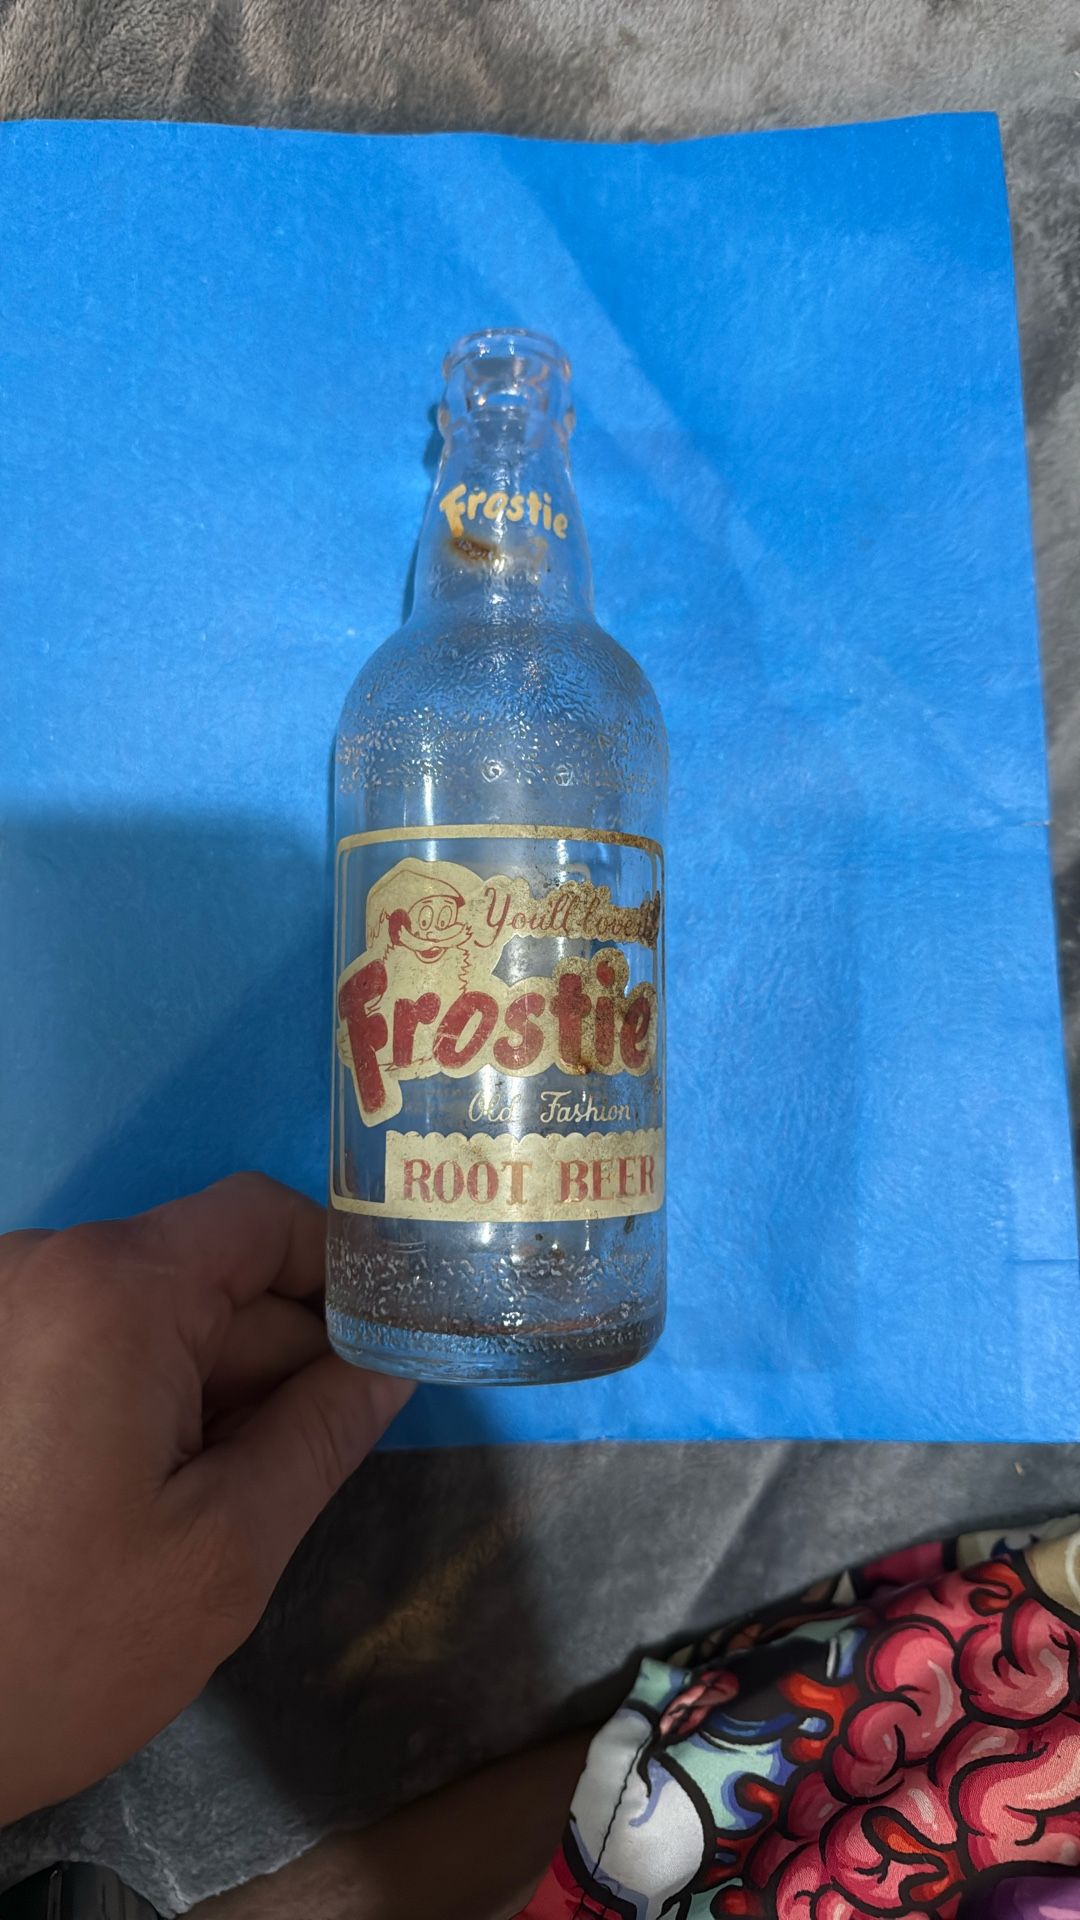 Frostie
You'll love it!
Frostie
Old Fashion
ROOT BEER